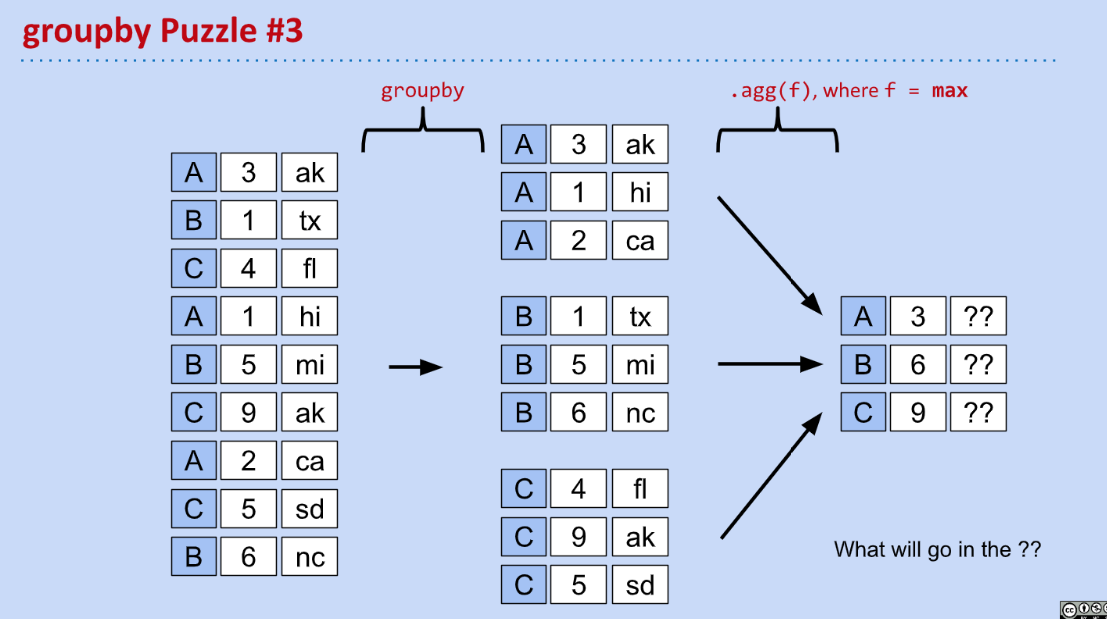 groupby Puzzle #3
groupby
.agg(f), where f = max
A 3 ak
B 1 tx
C 4 fl
A 1 hi
B 5 mi
C 9 ak
A 2 ca
C 5 sd
B 6 nc
A 3 ak
A 1 hi
A 2 ca
B 1 tx
B 5 mi
B 6 nc
C 4 fl
C 9 ak
C 5 sd
A 3 ??
B 6 ??
C 9 ??
What will go in the ??